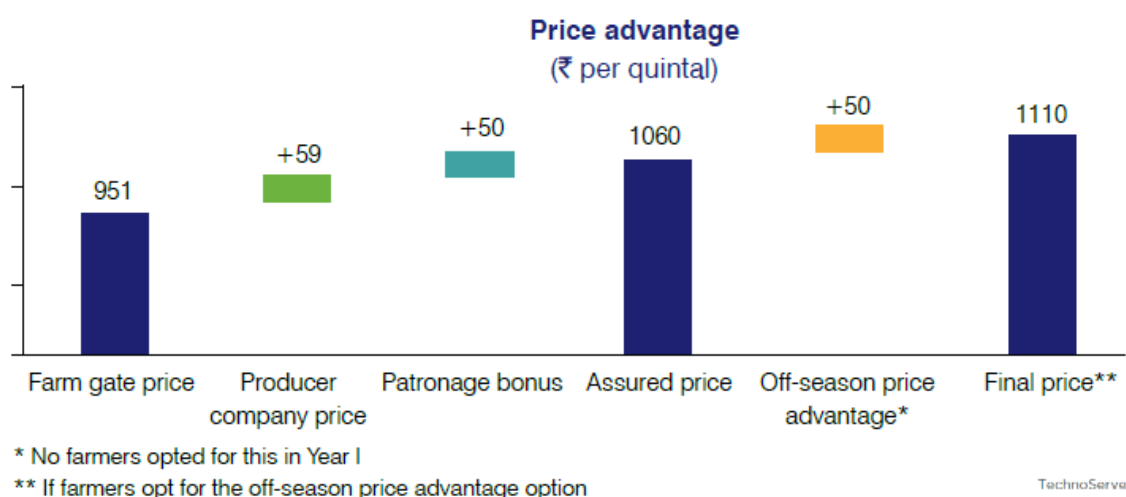 Price advantage
(₹ per quintal)
951
+59
+50
1060
+50
1110
Farm gate price
Producer
company price
Patronage bonus
Assured price
Off-season price
advantage*
Final price**
* No farmers opted for this in Year I
** If farmers opt for the off-season price advantage option
TechnoServe